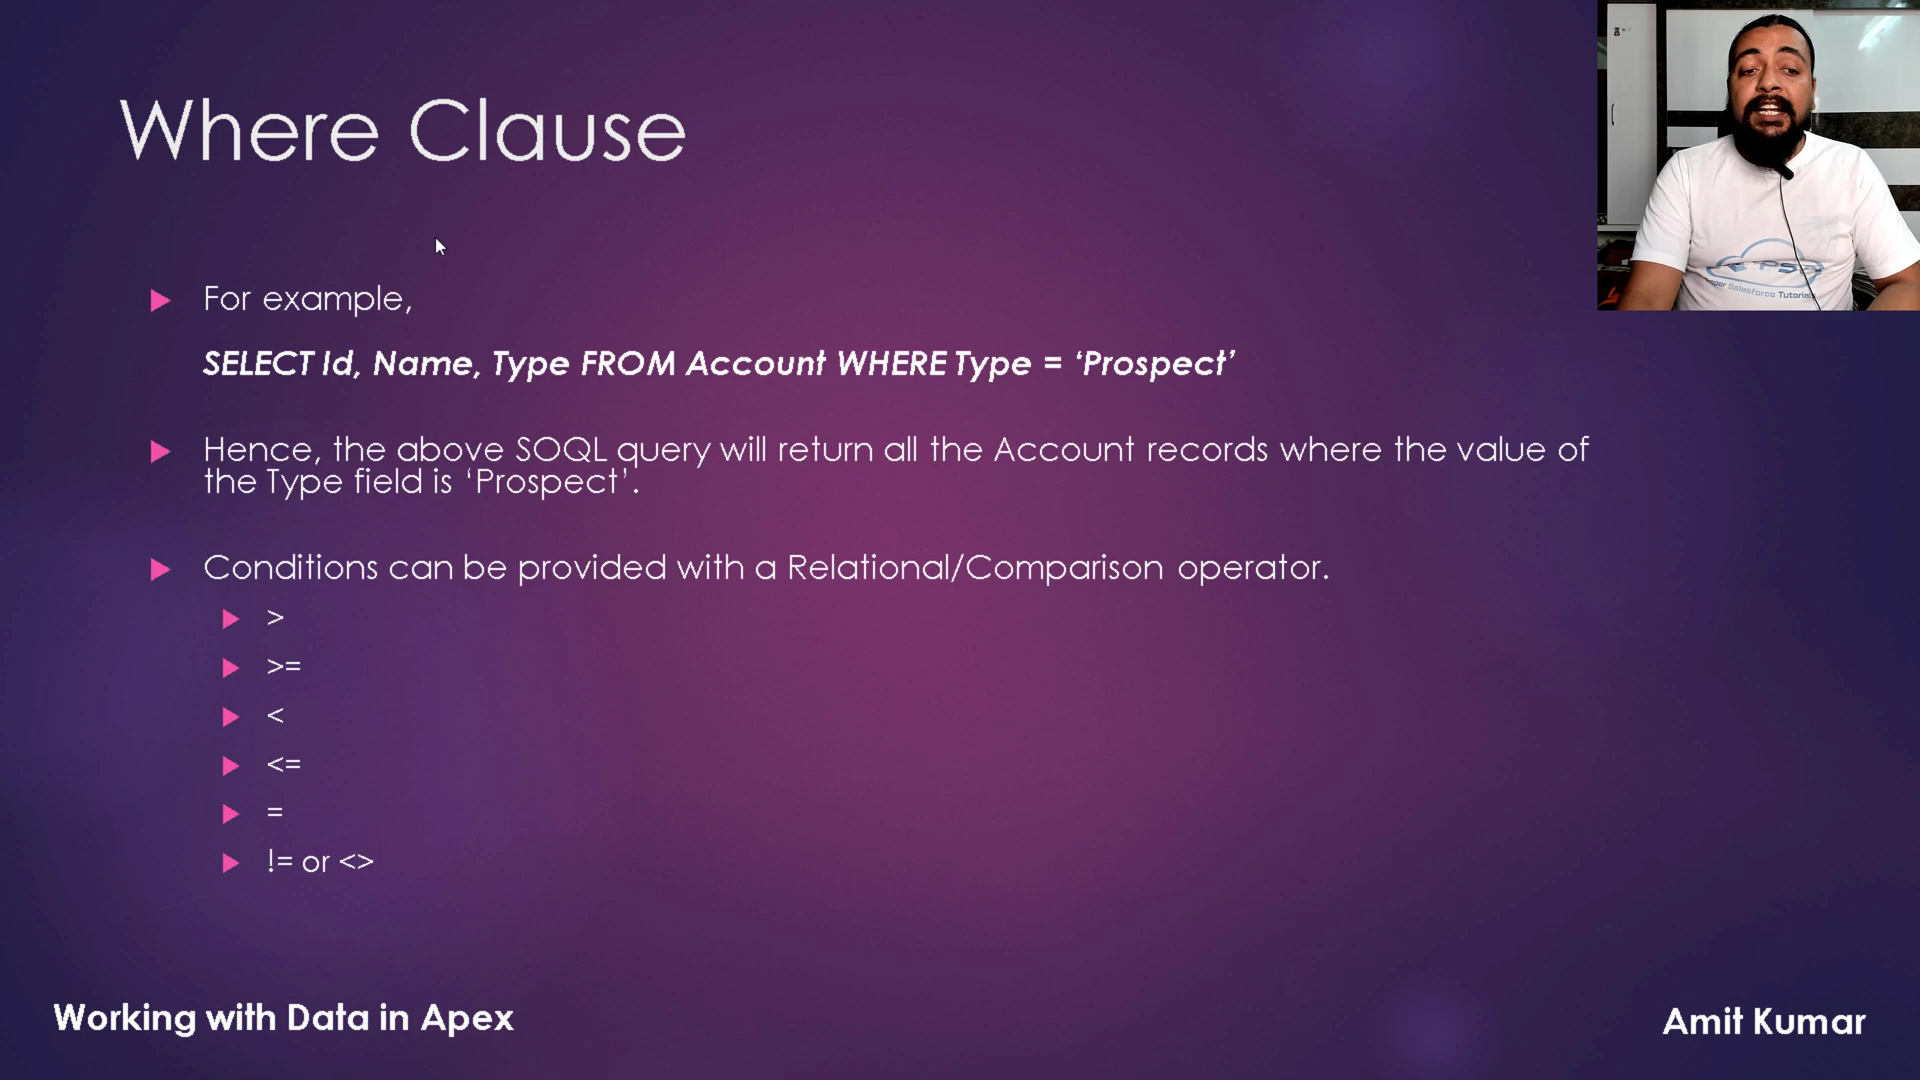 Where Clause
For example,
SELECT Id, Name, Type FROM Account WHERE Type = ‘Prospect’
Hence, the above SOQL query will return all the Account records where the value of
the Type field is ‘Prospect’.
Conditions can be provided with a Relational/Comparison operator.
>
>=
<
<=
=
!= or <>
Working with Data in Apex
Amit Kumar
Salesforce Tutorials